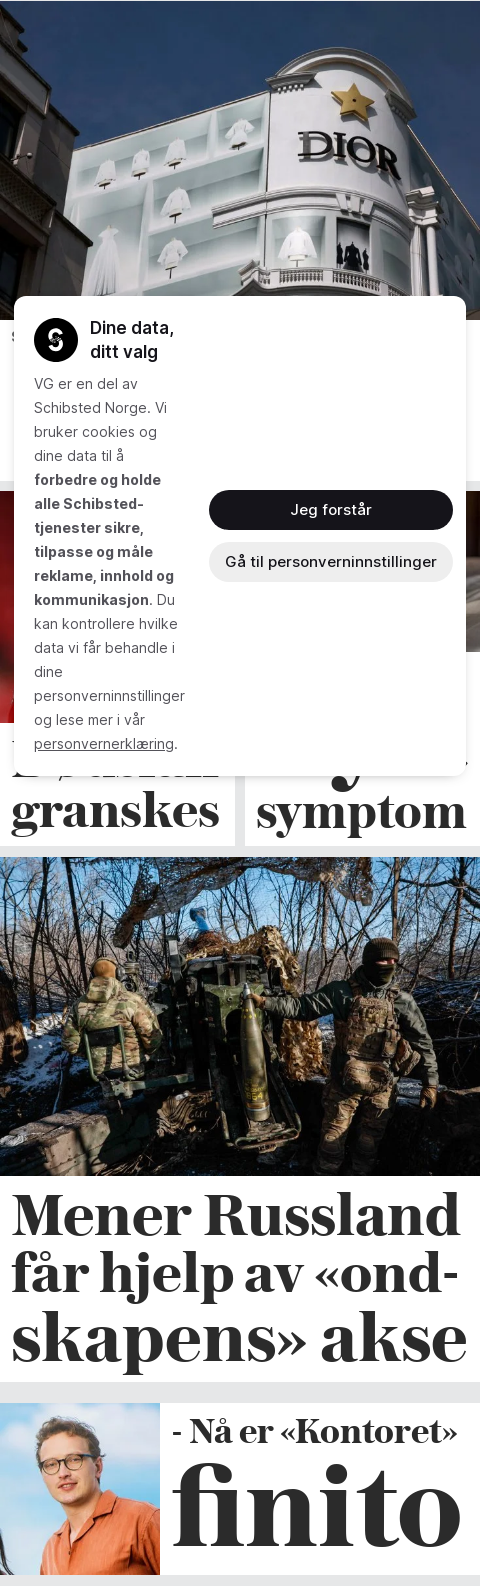 DIOR
Dine data,
ditt valg
VG er en del av
Schibsted Norge. Vi
bruker cookies og
dine data til å
forbedre og holde
alle Schibsted-
tjenester sikre,
tilpasse og måle
reklame, innhold og
kommunikasjon. Du
kan kontrollere hvilke
data vi får behandle i
dine
personverninnstillinger
og lese mer i vår
personvernerklæring.
Jeg forstår
Gå til personverninnstillinger
granskes
symptom
Mener Russland
får hjelp av «ond-
skapens» akse
- Nå er «Kontoret»
finito